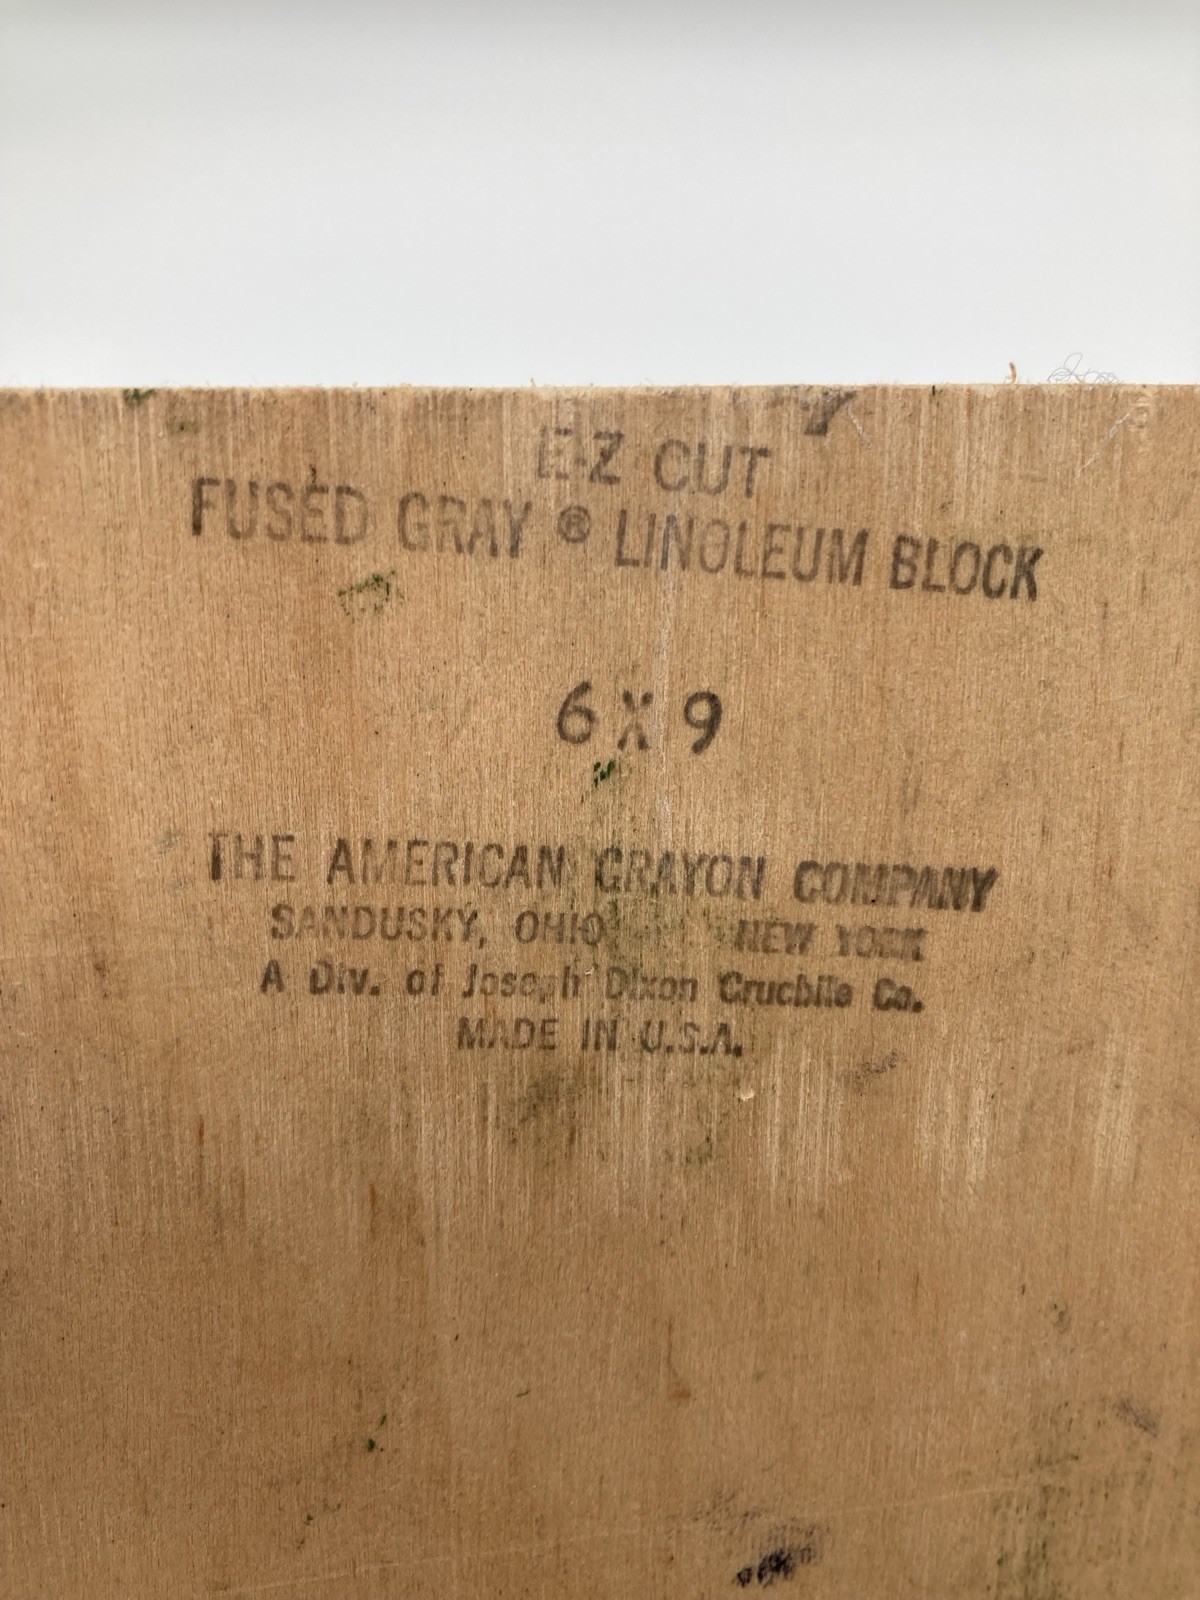 E-Z CUT
FUSED GRAY ® LINOLEUM BLOCK
6 X 9
THE AMERICAN CRAYON COMPANY
SANDUSKY, OHIO NEW YORK
A Div. of Joseph Dixon Crucbile Co.
MADE IN U.S.A.